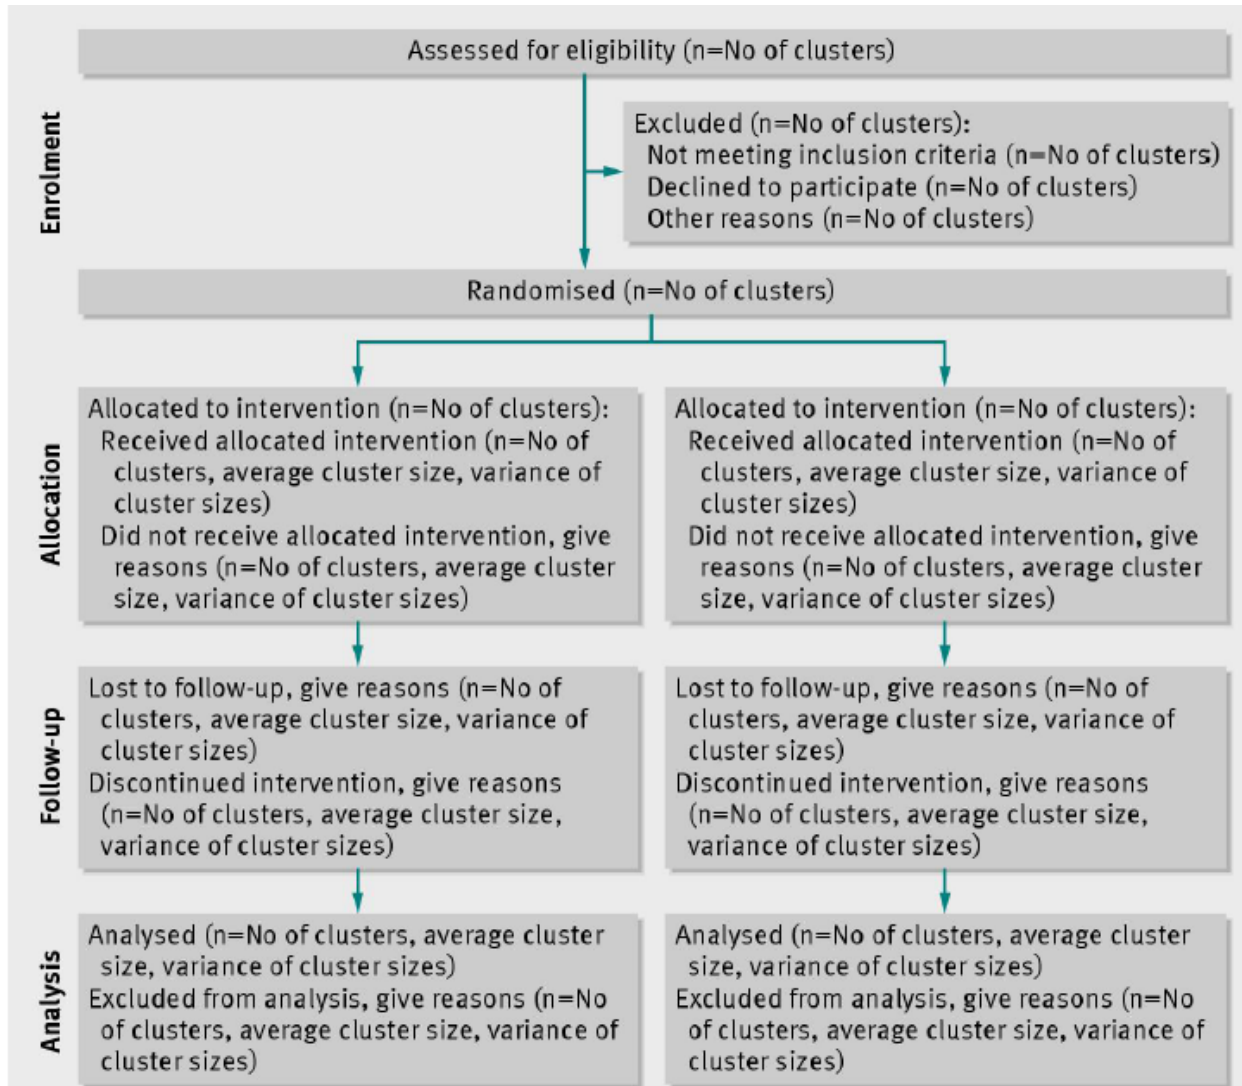 Assessed for eligibility (n=No of clusters)
Enrolment
Excluded (n=No of clusters):
Not meeting inclusion criteria (n=No of clusters)
Declined to participate (n=No of clusters)
Other reasons (n=No of clusters)
Randomised (n=No of clusters)
Allocation
Allocated to intervention (n=No of clusters):
Received allocated intervention (n=No of
clusters, average cluster size, variance of
cluster sizes)
Did not receive allocated intervention, give
reasons (n=No of clusters, average cluster
size, variance of cluster sizes)
Allocated to intervention (n=No of clusters):
Received allocated intervention (n=No of
clusters, average cluster size, variance of
cluster sizes)
Did not receive allocated intervention, give
reasons (n=No of clusters, average cluster
size, variance of cluster sizes)
Follow-up
Lost to follow-up, give reasons (n=No of
clusters, average cluster size, variance of
cluster sizes)
Discontinued intervention, give reasons
(n=No of clusters, average cluster size,
variance of cluster sizes)
Lost to follow-up, give reasons (n=No of
clusters, average cluster size, variance of
cluster sizes)
Discontinued intervention, give reasons
(n=No of clusters, average cluster size,
variance of cluster sizes)
Analysis
Analysed (n=No of clusters, average cluster
size, variance of cluster sizes)
Excluded from analysis, give reasons (n=No
of clusters, average cluster size, variance of
cluster sizes)
Analysed (n=No of clusters, average cluster
size, variance of cluster sizes)
Excluded from analysis, give reasons (n=No
of clusters, average cluster size, variance of
cluster sizes)